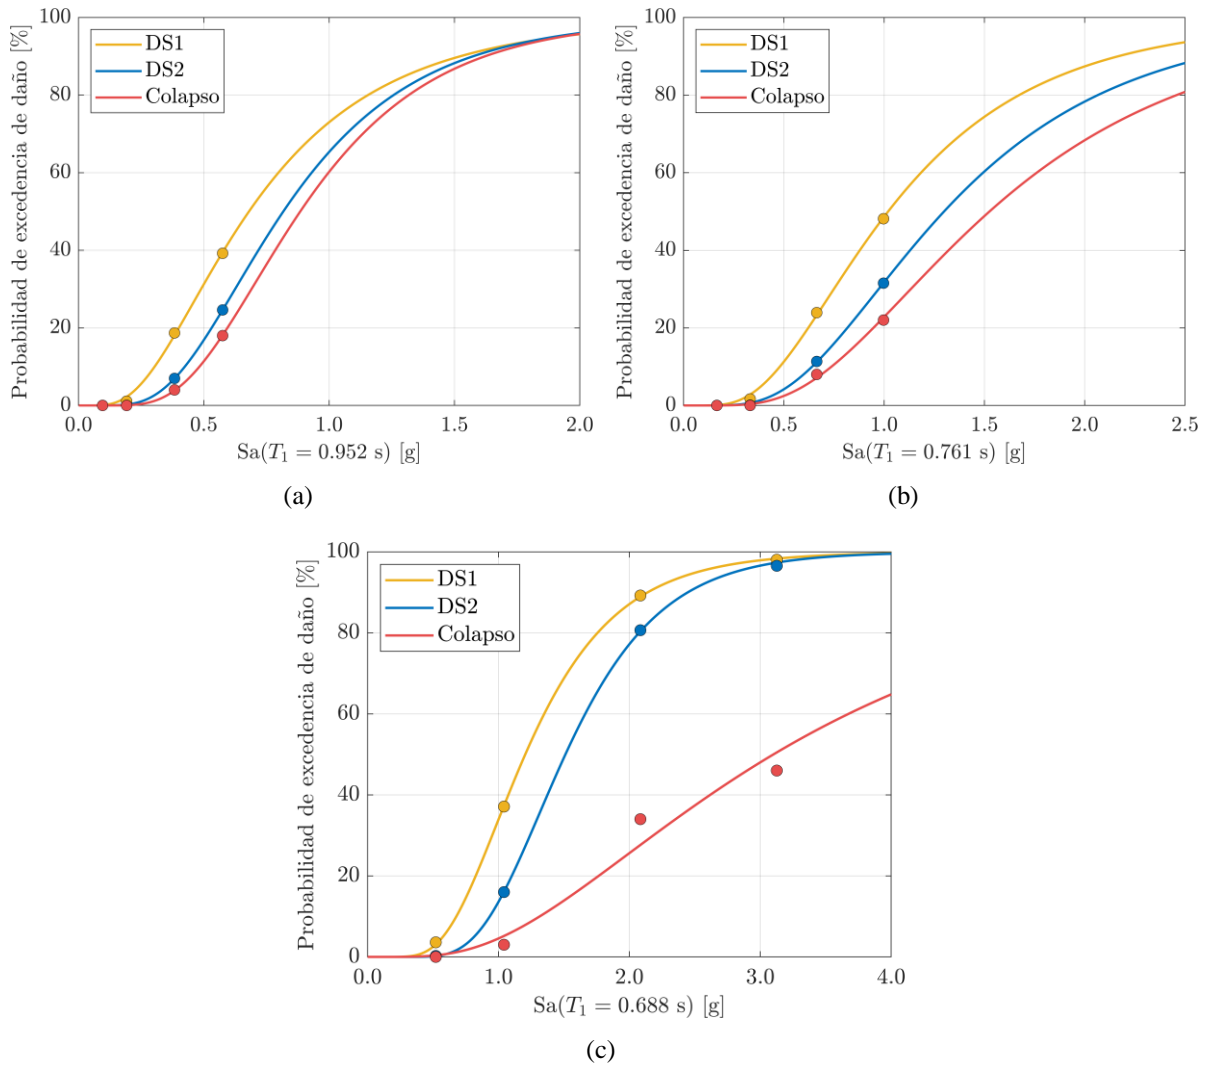 Probabilidad de excedencia de daño [%]
100
80
60
40
20
0
DS1
DS2
Colapso
0.0 0.5 1.0 1.5 2.0
Sa(T₁ = 0.952 s) [g]
(a)
Probabilidad de excedencia de daño [%]
100
80
60
40
20
0
DS1
DS2
Colapso
0.0 0.5 1.0 1.5 2.0 2.5
Sa(T₁ = 0.761 s) [g]
(b)
Probabilidad de excedencia de daño [%]
100
80
60
40
20
0
DS1
DS2
Colapso
0.0 1.0 2.0 3.0 4.0
Sa(T₁ = 0.688 s) [g]
(c)